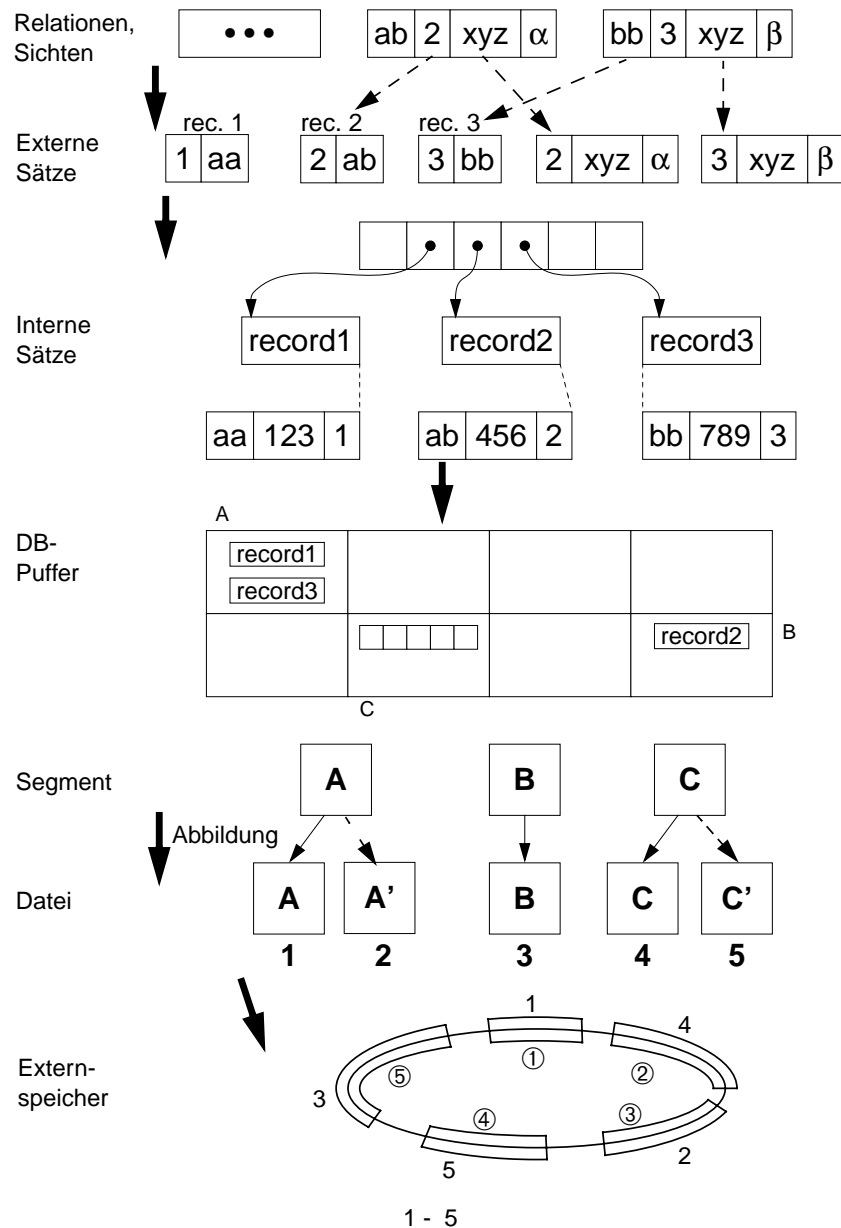 Relationen,
Sichten
••• ab 2 xyz α bb 3 xyz β
rec. 1 rec. 2 rec. 3
Externe
Sätze
1 aa 2 ab 3 bb 2 xyz α 3 xyz β
Interne
Sätze
record1 record2 record3
aa 123 1 ab 456 2 bb 789 3
A
DB-
Puffer
record1
record3
record2 B
C
Segment
A B C
Abbildung
Datei
A A’ B C C’
1 2 3 4 5
Extern-
speicher
1 4
① ②
⑤
3
④ ③
5 2
1 - 5